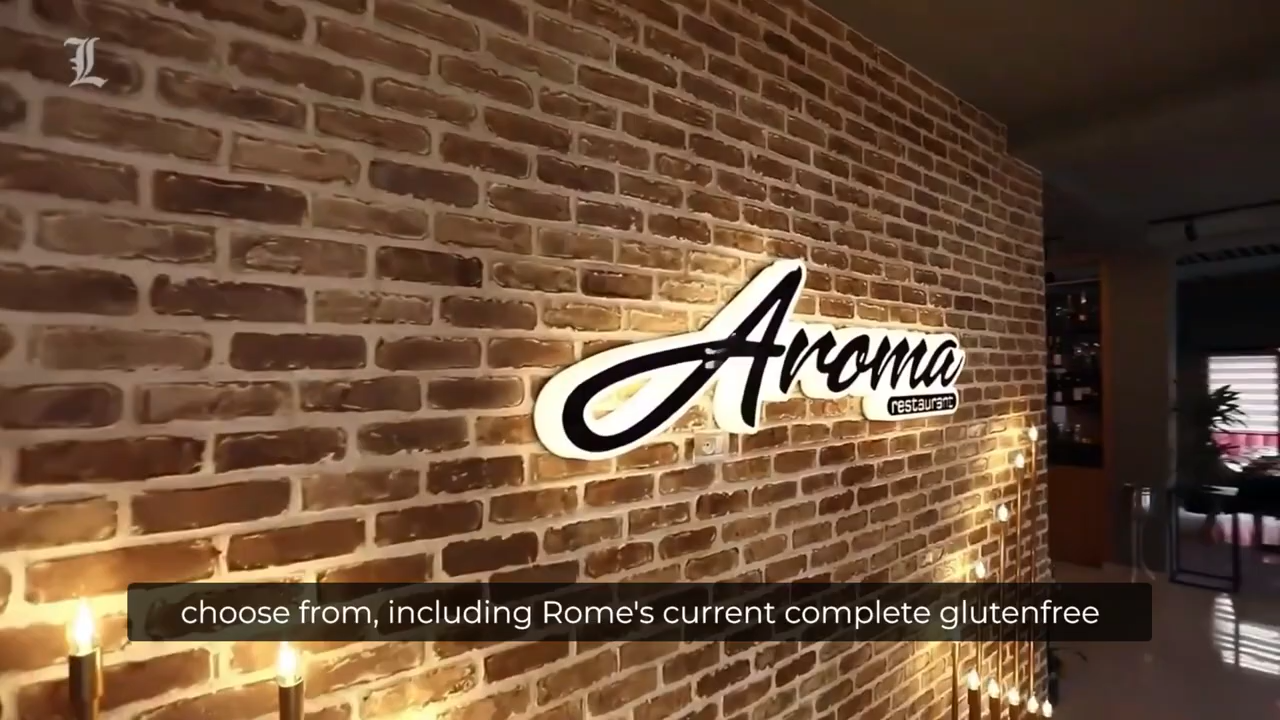 L
Aroma
restaurant
choose from, including Rome's current complete glutenfree